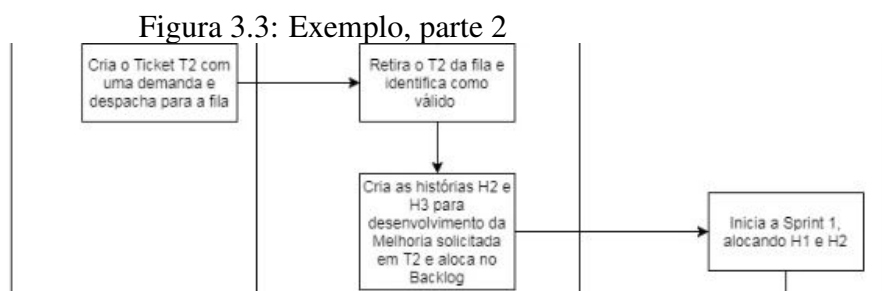 Figura 3.3: Exemplo, parte 2
Cria o Ticket T2 com
uma demanda e
despacha para a fila
Retira o T2 da fila e
identifica como
válido
Cria as histórias H2 e
H3 para
desenvolvimento da
Melhoria solicitada
em T2 e aloca no
Backlog
Inicia a Sprint 1,
alocando H1 e H2